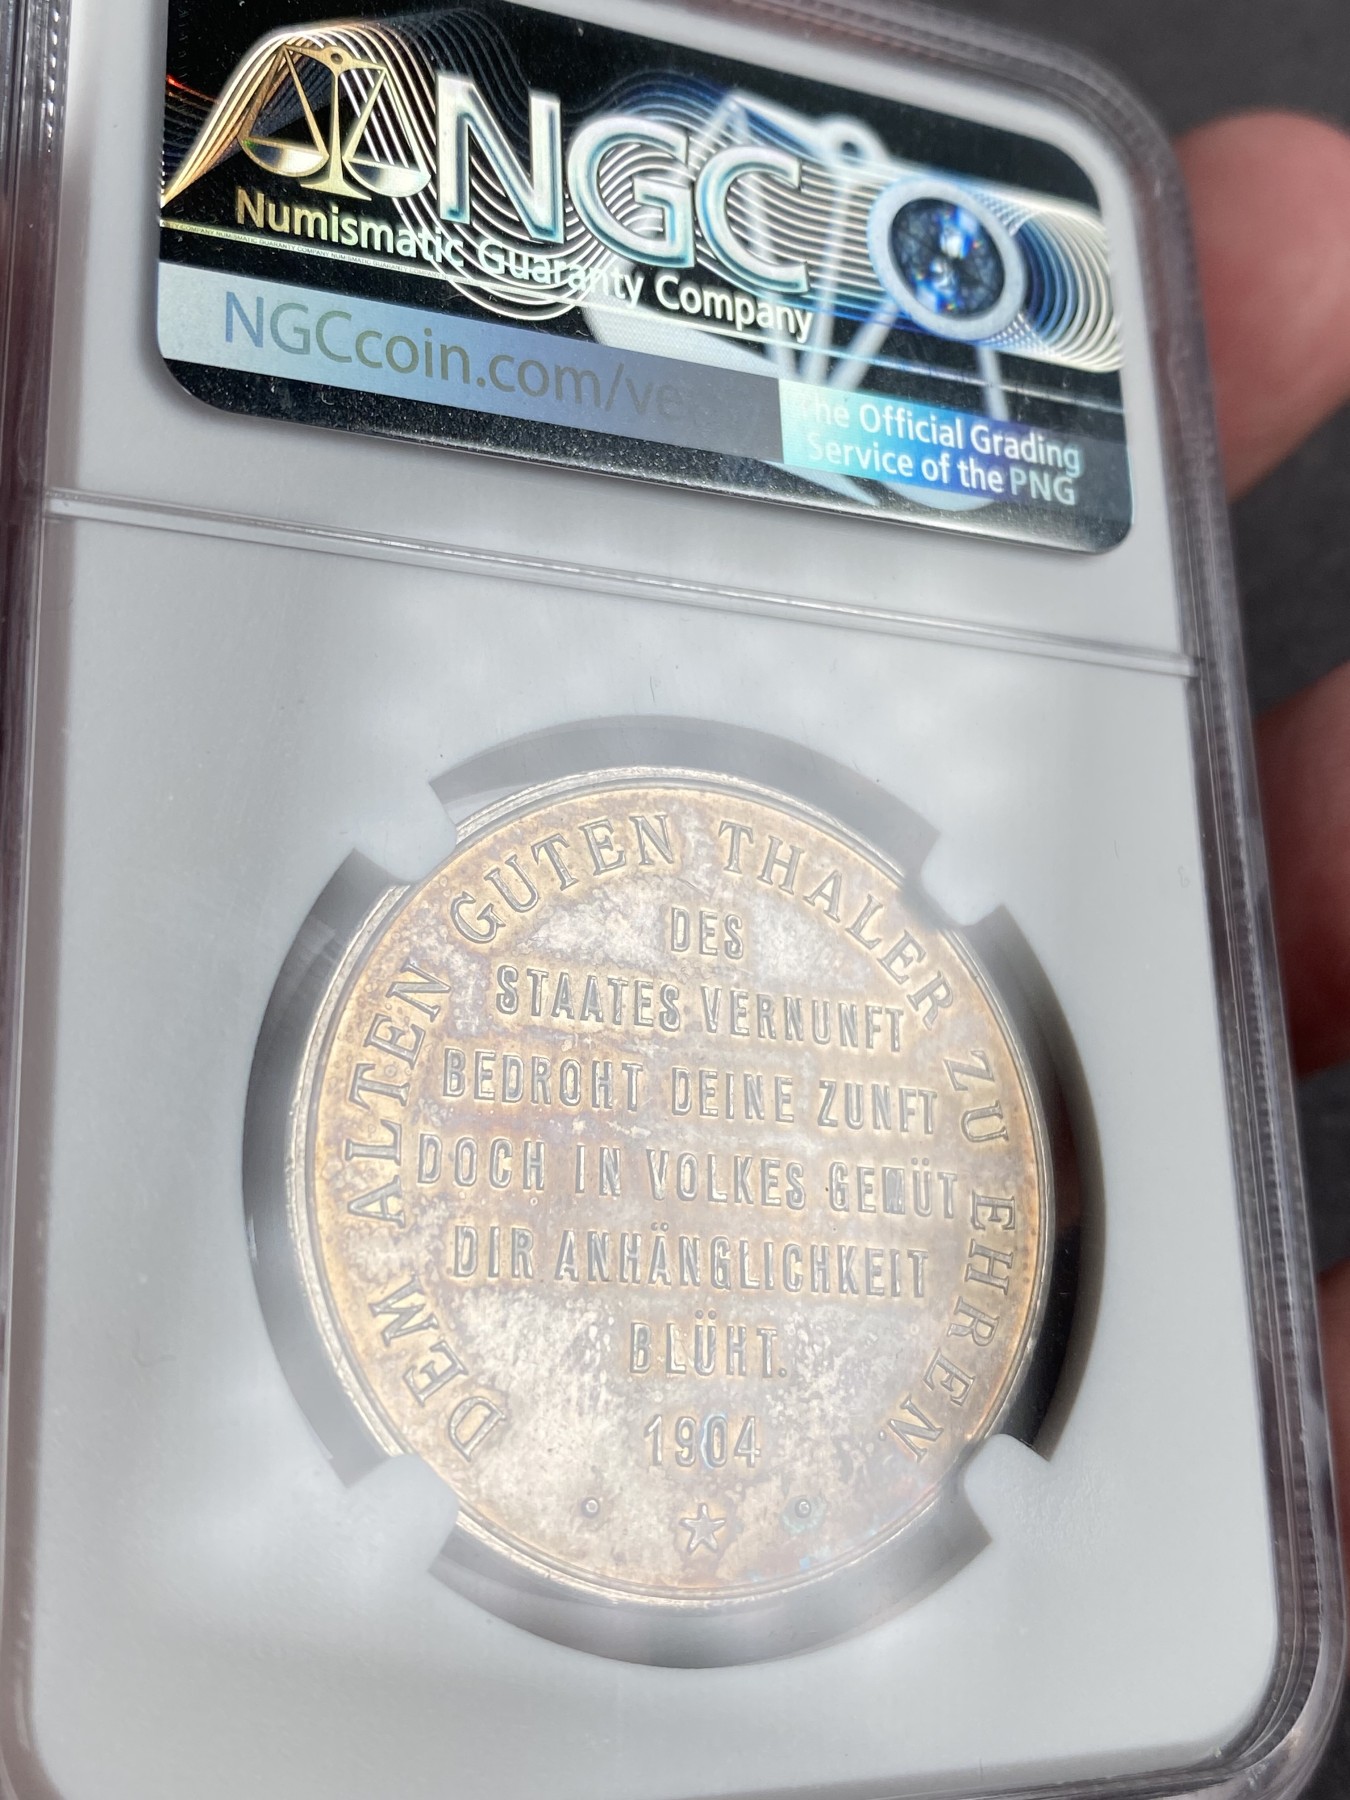 NGC
Numismatic Guaranty Company
NGCcoin.com/verify
The Official Grading
Service of the PNG
DEM ALTEN GUTEN THALER ZU EHREN.
DES
STAATES VERNUNFT
BEDROHT DEINE ZUNFT
DOCH IN VOLKES GEMÜT
DIR ANHÄNGLICHKEIT
BLÜHT.
1904